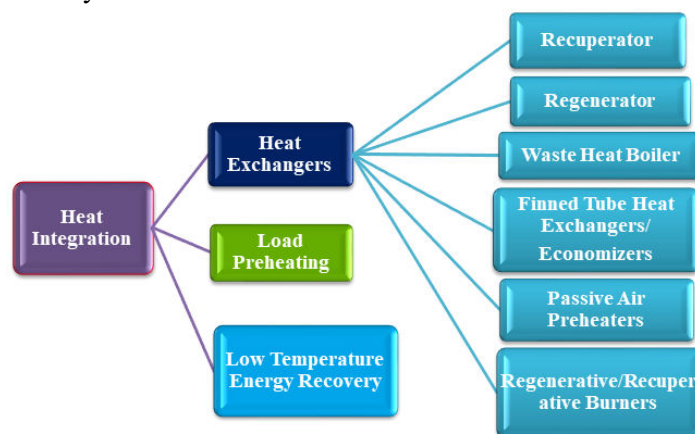 Heat
Integration
Heat
Exchangers
Load
Preheating
Low Temperature
Energy Recovery
Recuperator
Regenerator
Waste Heat Boiler
Finned Tube Heat
Exchangers/
Economizers
Passive Air
Preheaters
Regenerative/Recuper
ative Burners